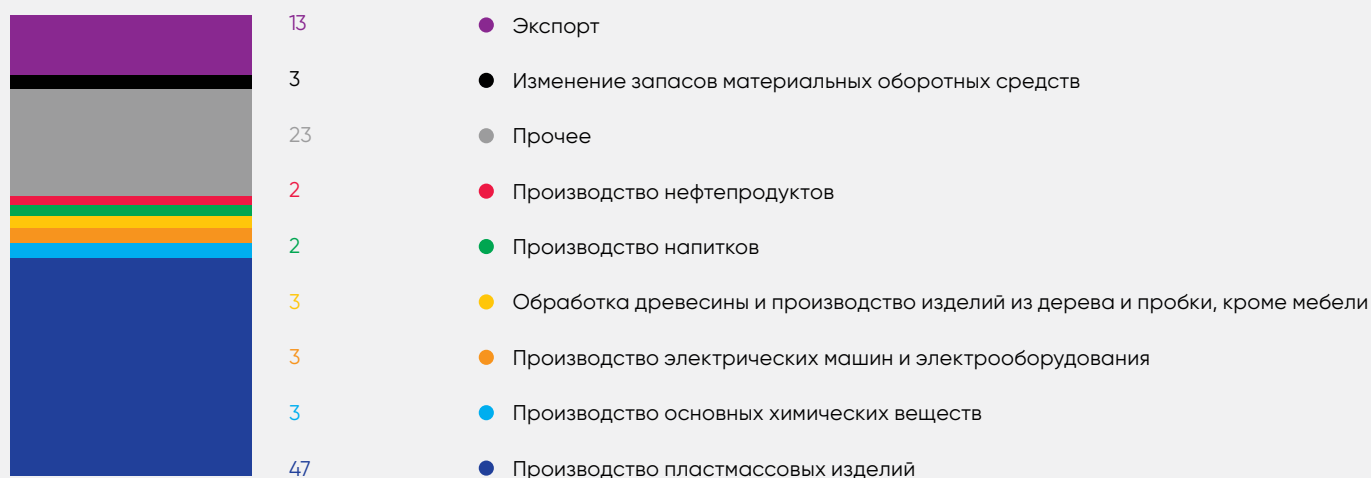 13 Экспорт
3 Изменение запасов материальных оборотных средств
23 Прочее
2 Производство нефтепродуктов
2 Производство напитков
3 Обработка древесины и производство изделий из дерева и пробки, кроме мебели
3 Производство электрических машин и электрооборудования
3 Производство основных химических веществ
47 Производство пластмассовых изделий